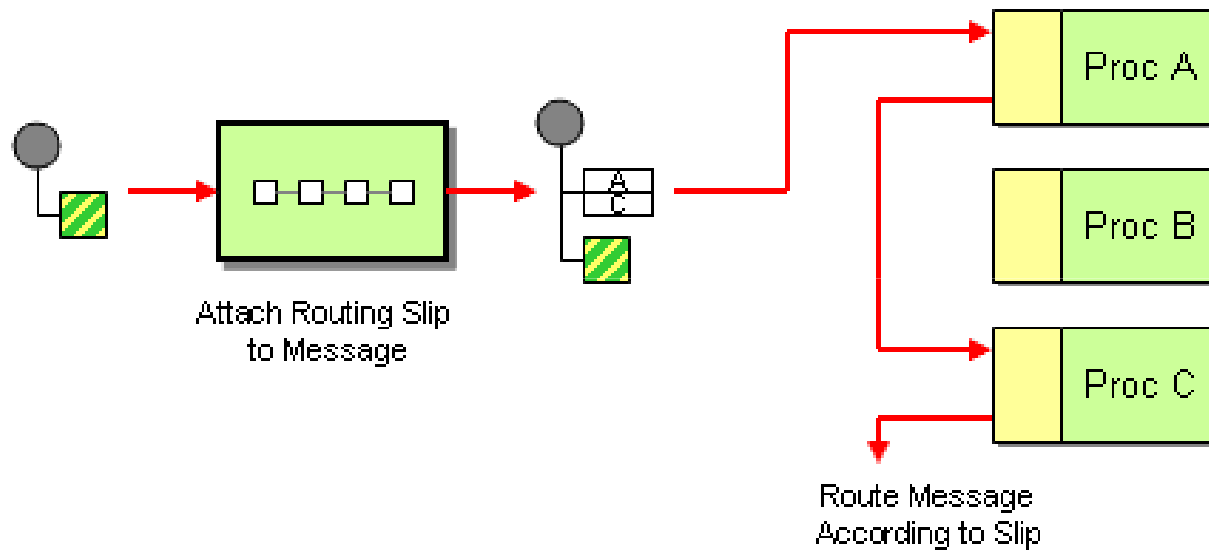 Proc A
A
C
Proc B
Attach Routing Slip
to Message
Proc C
Route Message
According to Slip